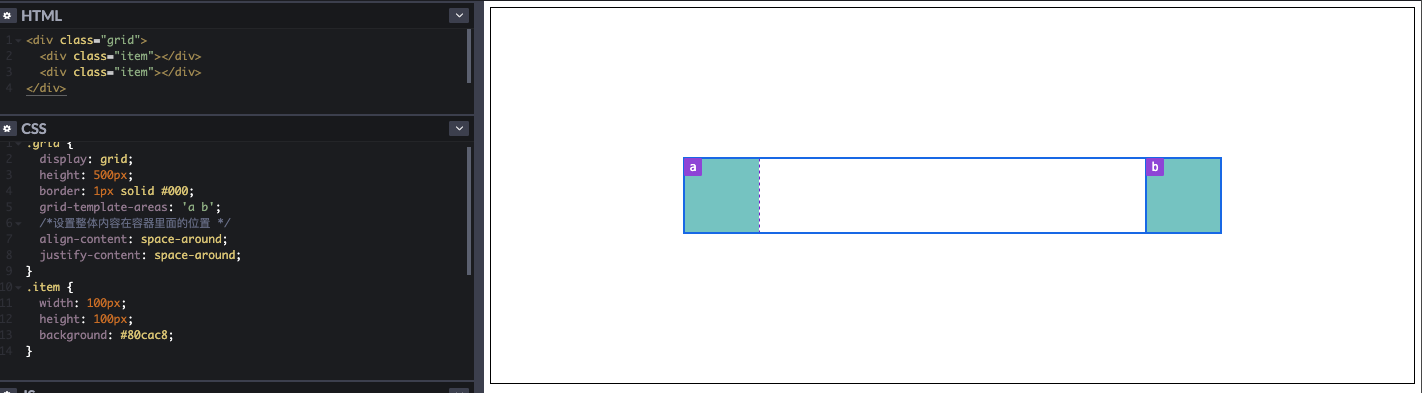 HTML
1 <div class="grid">
2 <div class="item"></div>
3 <div class="item"></div>
4 </div>
CSS
1 .grid {
2 display: grid;
3 height: 500px;
4 border: 1px solid #000;
5 grid-template-areas: 'a b';
6 /*设置整体内容在容器里面的位置 */
7 align-content: space-around;
8 justify-content: space-around;
9 }
10 .item {
11 width: 100px;
12 height: 100px;
13 background: #80cac8;
14 }
a b